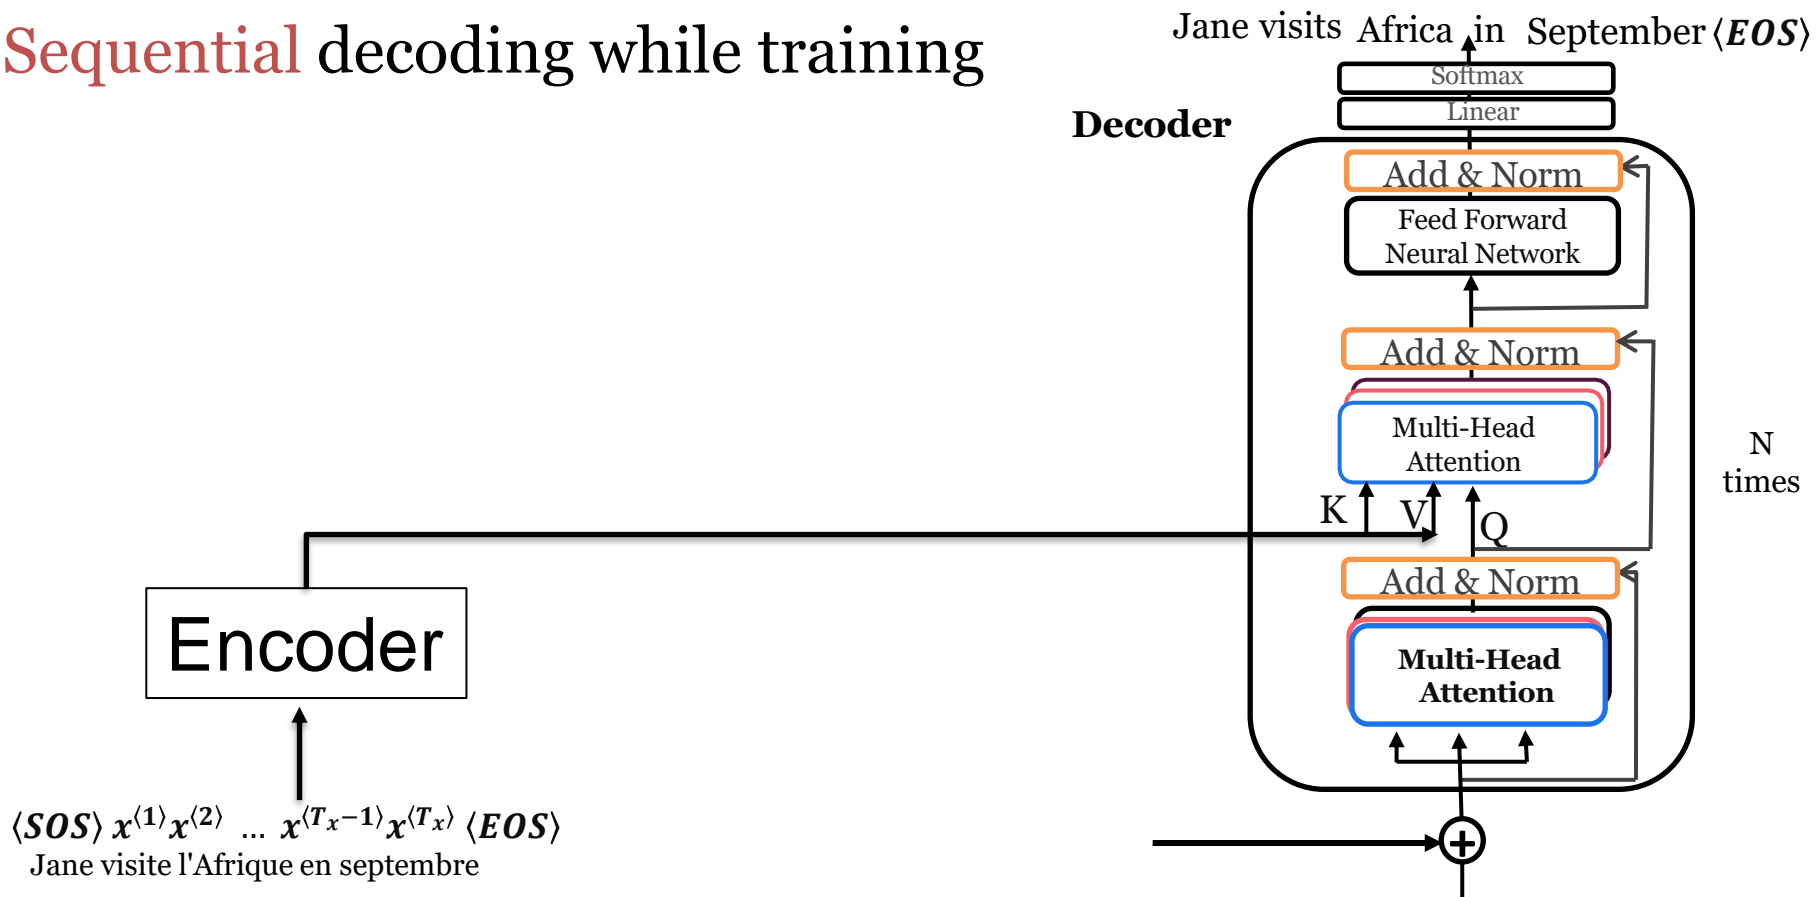 Sequential decoding while training
Jane visits Africa in September ⟨EOS⟩
Softmax
Linear
Decoder
Add & Norm
Feed Forward
Neural Network
Add & Norm
Multi-Head
Attention
N
times
K V Q
Add & Norm
Encoder
Multi-Head
Attention
⟨SOS⟩ x⟨1⟩x⟨2⟩ … x⟨Tx−1⟩x⟨Tx⟩ ⟨EOS⟩
Jane visite l'Afrique en septembre
+